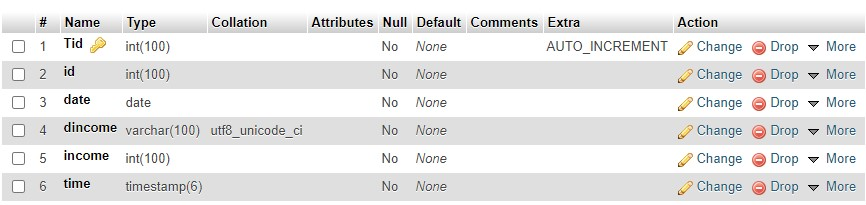 # Name Type Collation Attributes Null Default Comments Extra Action
1 Tid int(100) No None AUTO_INCREMENT Change Drop More
2 id int(100) No None Change Drop More
3 date date No None Change Drop More
4 dincome varchar(100) utf8_unicode_ci No None Change Drop More
5 income int(100) No None Change Drop More
6 time timestamp(6) No None Change Drop More